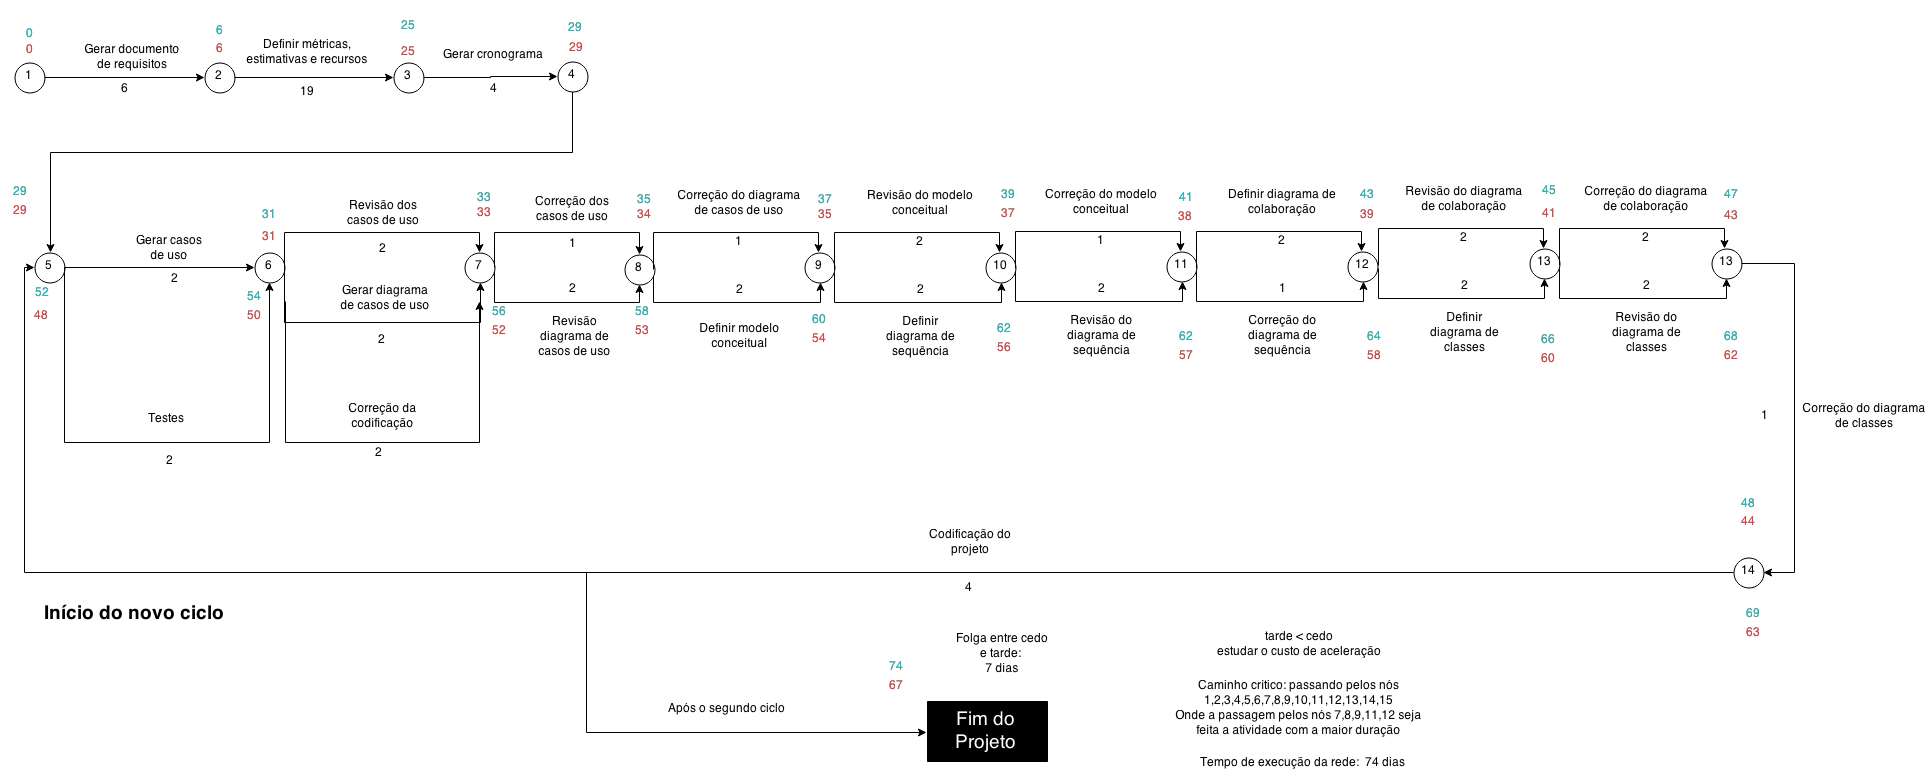 0
0
Gerar documento
de requisitos
6
6
6
Definir métricas,
estimativas e recursos
19
25
25
Gerar cronograma
4
29
29
1
2
3
4
29
29
Gerar casos
de uso
2
31
31
Revisão dos
casos de uso
2
33
33
Correção dos
casos de uso
1
35
34
Correção do diagrama
de casos de uso
1
37
35
Revisão do modelo
conceitual
2
39
37
Correção do modelo
conceitual
1
41
38
Definir diagrama de
colaboração
2
43
39
Revisão do diagrama
de colaboração
2
45
41
Correção do diagrama
de colaboração
2
47
43
5
6
7
8
9
10
11
12
13
13
52
48
54
50
Gerar diagrama
de casos de uso
2
56
52
2
Revisão
diagrama de
casos de uso
58
53
2
Definir modelo
conceitual
60
54
2
Definir
diagrama de
sequência
62
56
2
Revisão do
diagrama de
sequência
62
57
1
Correção do
diagrama de
sequência
64
58
2
Definir
diagrama de
classes
66
60
2
Revisão do
diagrama de
classes
68
62
Testes
2
Correção da
codificação
2
1
Correção do diagrama
de classes
48
44
14
69
63
Codificação do
projeto
4
Início do novo ciclo
Após o segundo ciclo
74
67
Folga entre cedo
e tarde:
7 dias
Fim do
Projeto
tarde < cedo
estudar o custo de aceleração
Caminho crítico: passando pelos nós
1,2,3,4,5,6,7,8,9,10,11,12,13,14,15
Onde a passagem pelos nós 7,8,9,11,12 seja
feita a atividade com a maior duração
Tempo de execução da rede: 74 dias